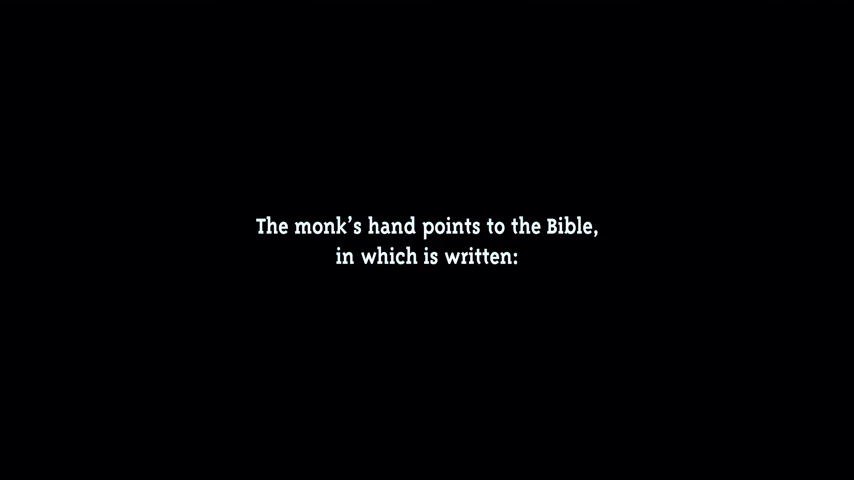 The monk’s hand points to the Bible,
in which is written: